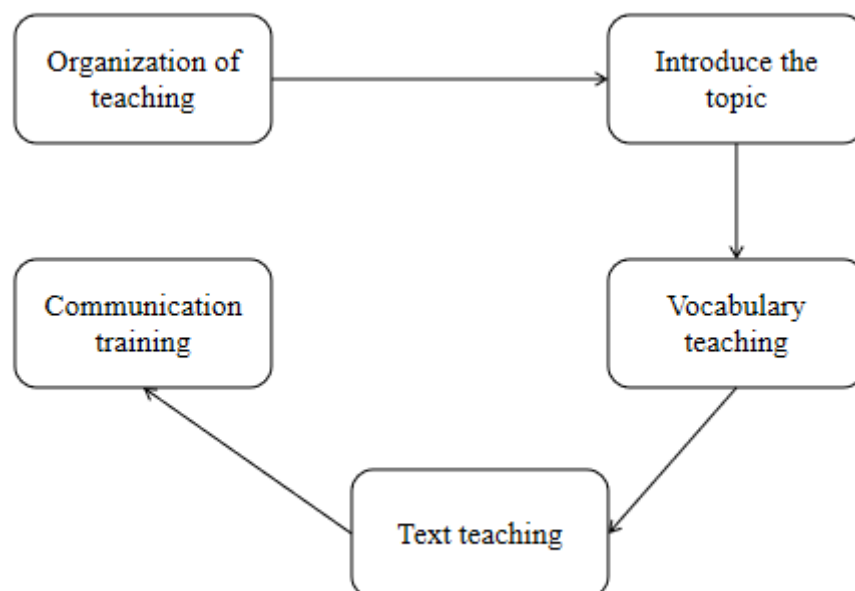 Organization of
teaching
Introduce the
topic
Vocabulary
teaching
Text teaching
Communication
training